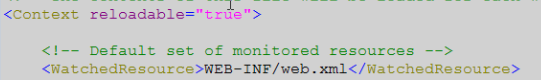 <Context reloadable="true">
<!-- Default set of monitored resources -->
<WatchedResource>WEB-INF/web.xml</WatchedResource>